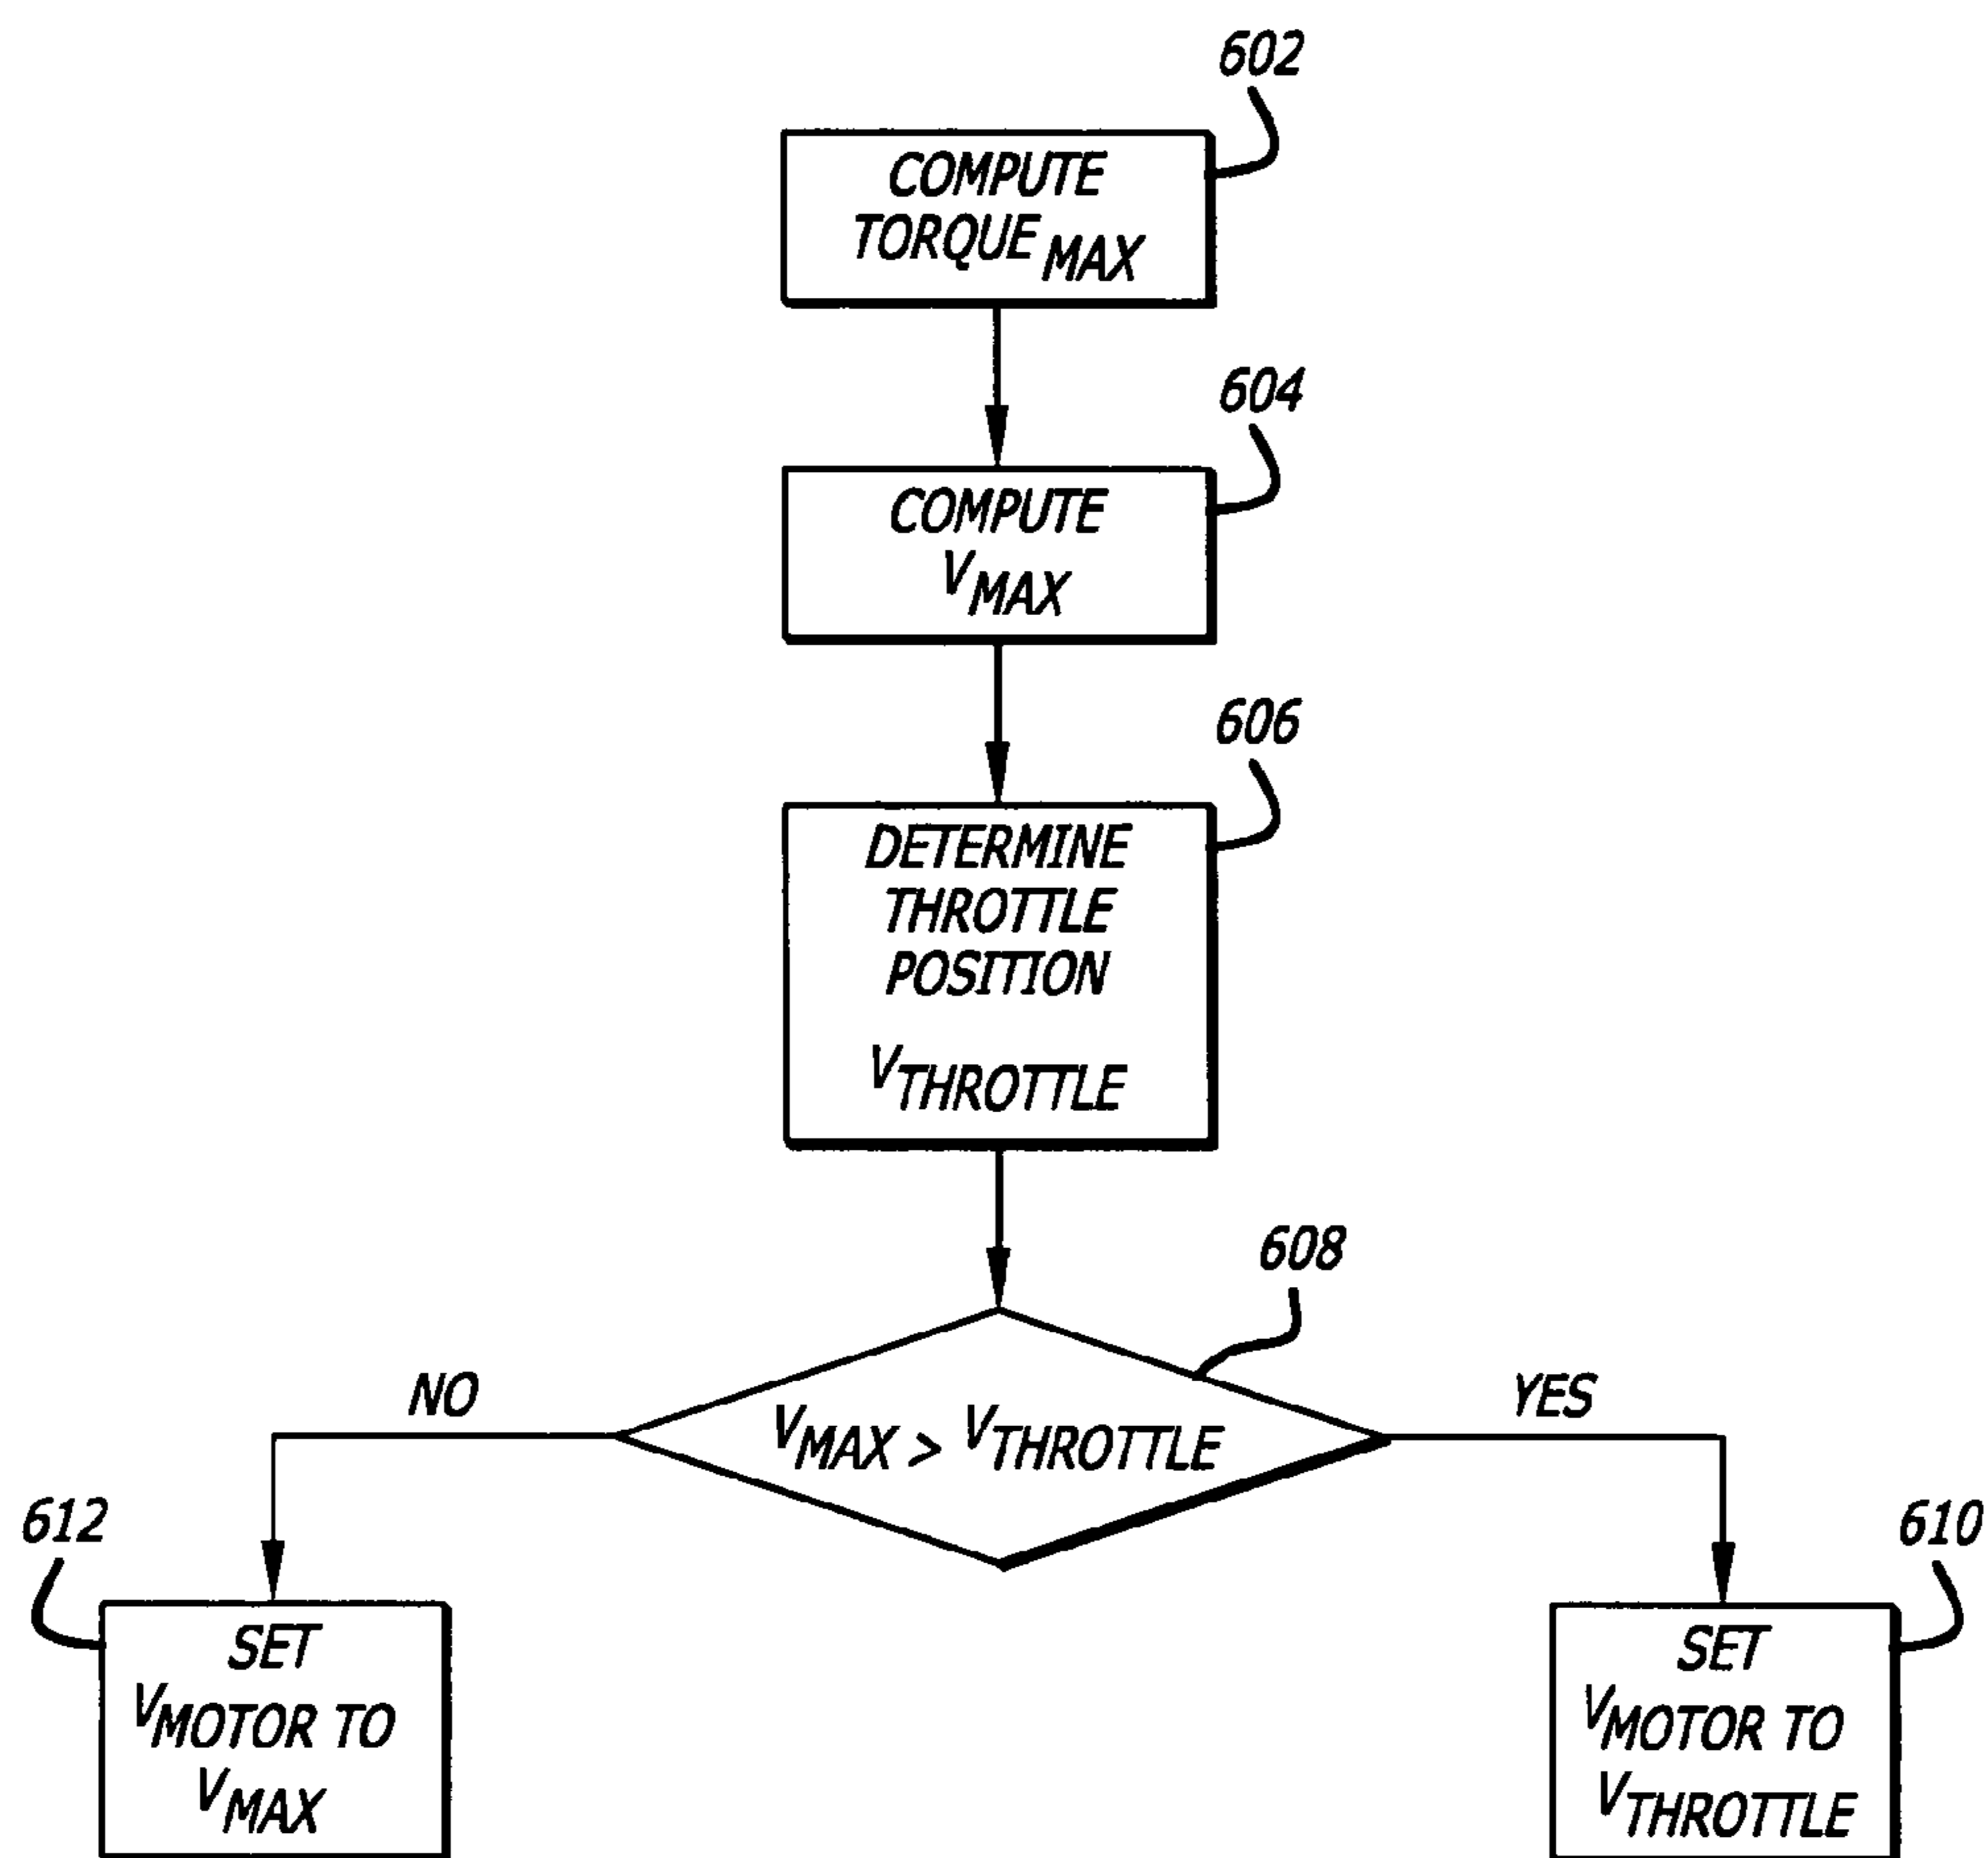 602
COMPUTE
TORQUE MAX
604
COMPUTE
VMAX
606
DETERMINE
THROTTLE
POSITION
VTHROTTLE
608
NO
VMAX > VTHROTTLE
YES
612
SET
VMOTOR TO
VMAX
610
SET
VMOTOR TO
VTHROTTLE